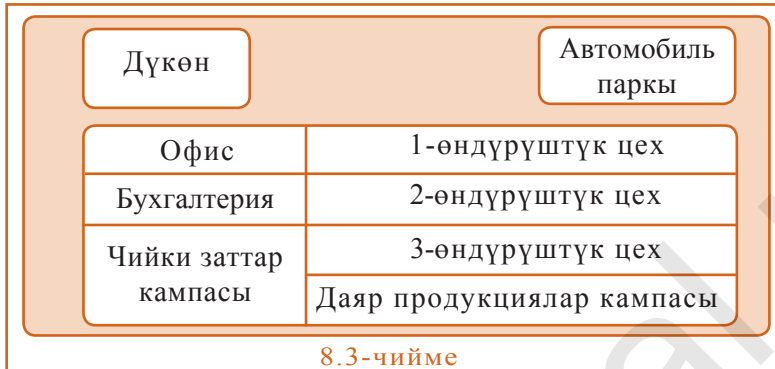 Дүкөн
Автомобиль
паркы
Офис
1-өндүрүштүк цех
Бухгалтерия
2-өндүрүштүк цех
Чийки заттар
кампасы
3-өндүрүштүк цех
Даяр продукциялар кампасы
8.3-чийме